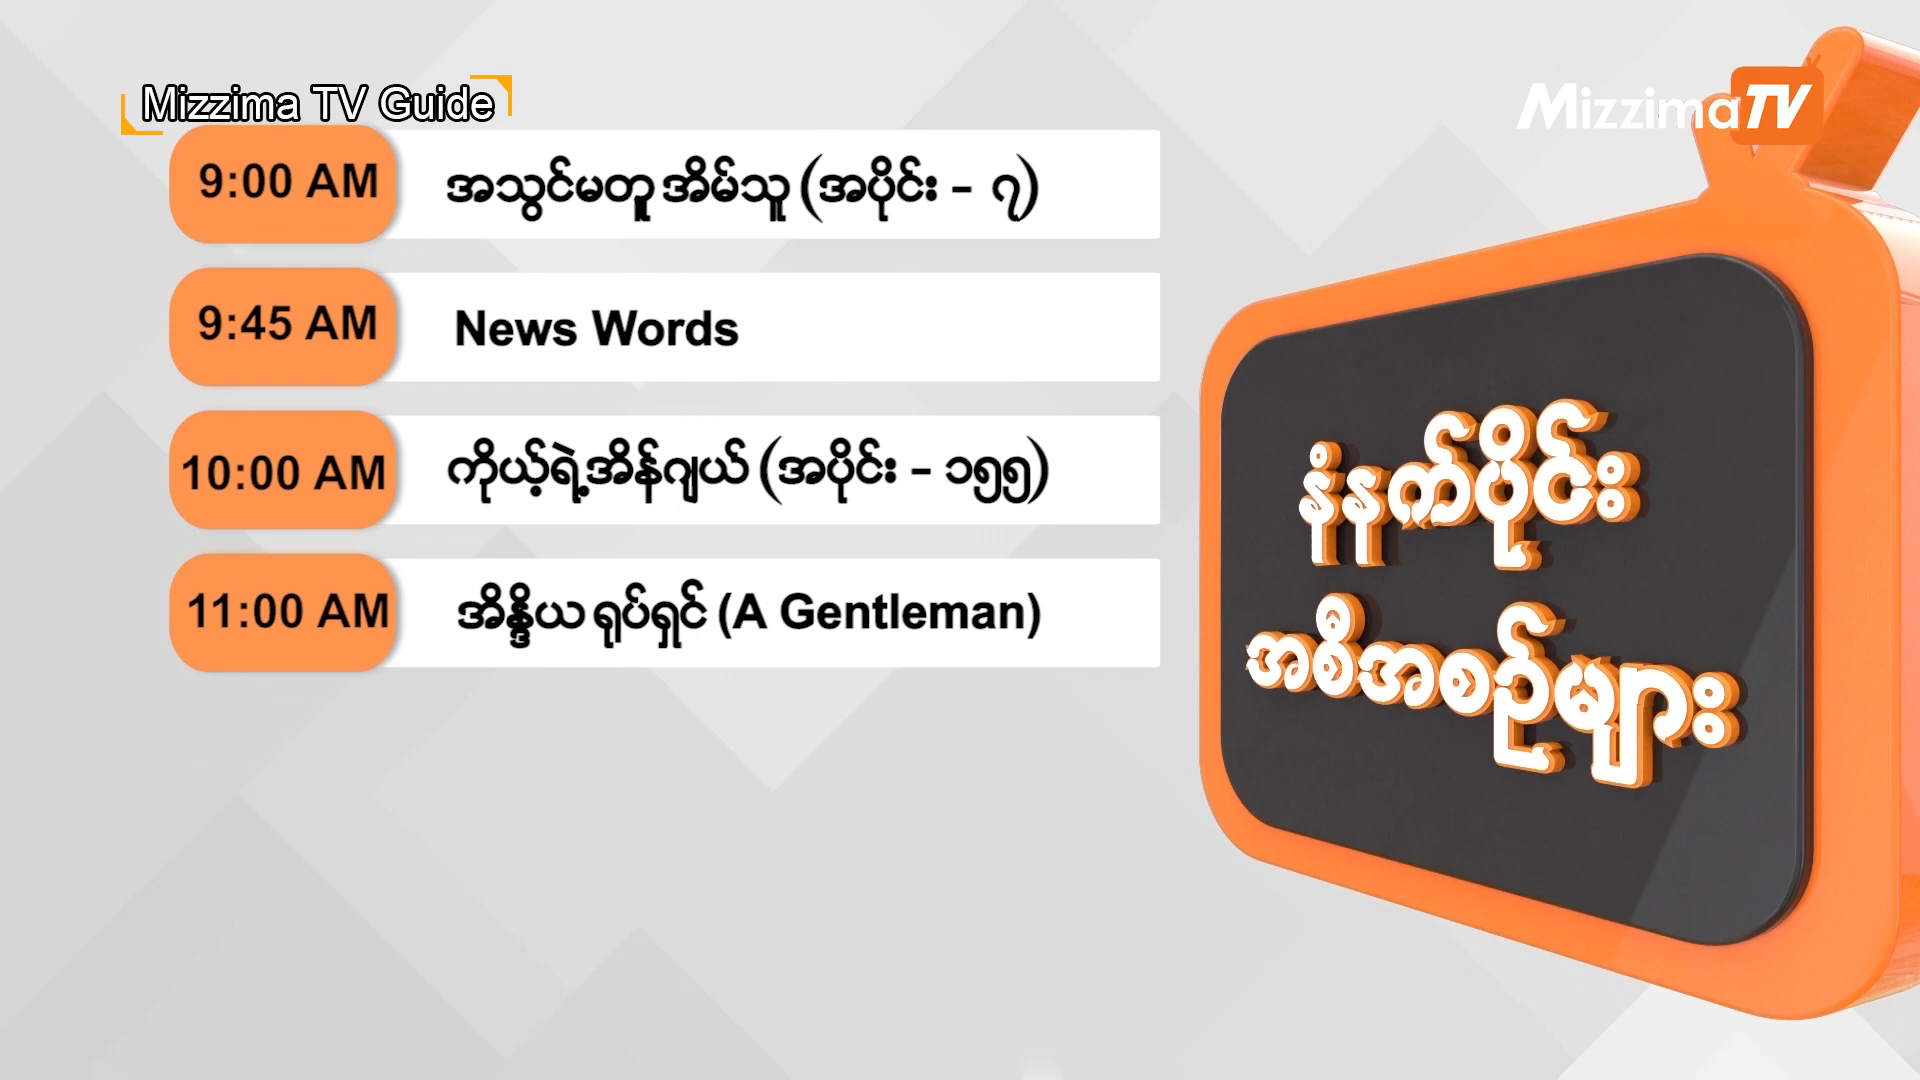 Mizzima TV Guide
MizzimaTV
9:00 AM အသွင်မတူ အိမ်သူ (အပိုင်း - ၇)
9:45 AM News Words
10:00 AM ကိုယ့်ရဲ့အိန်ဂျယ် (အပိုင်း - ၁၅၅)
11:00 AM အိန္ဒိယ ရုပ်ရှင် (A Gentleman)
နံနက်ပိုင်း
အစီအစဉ်များ